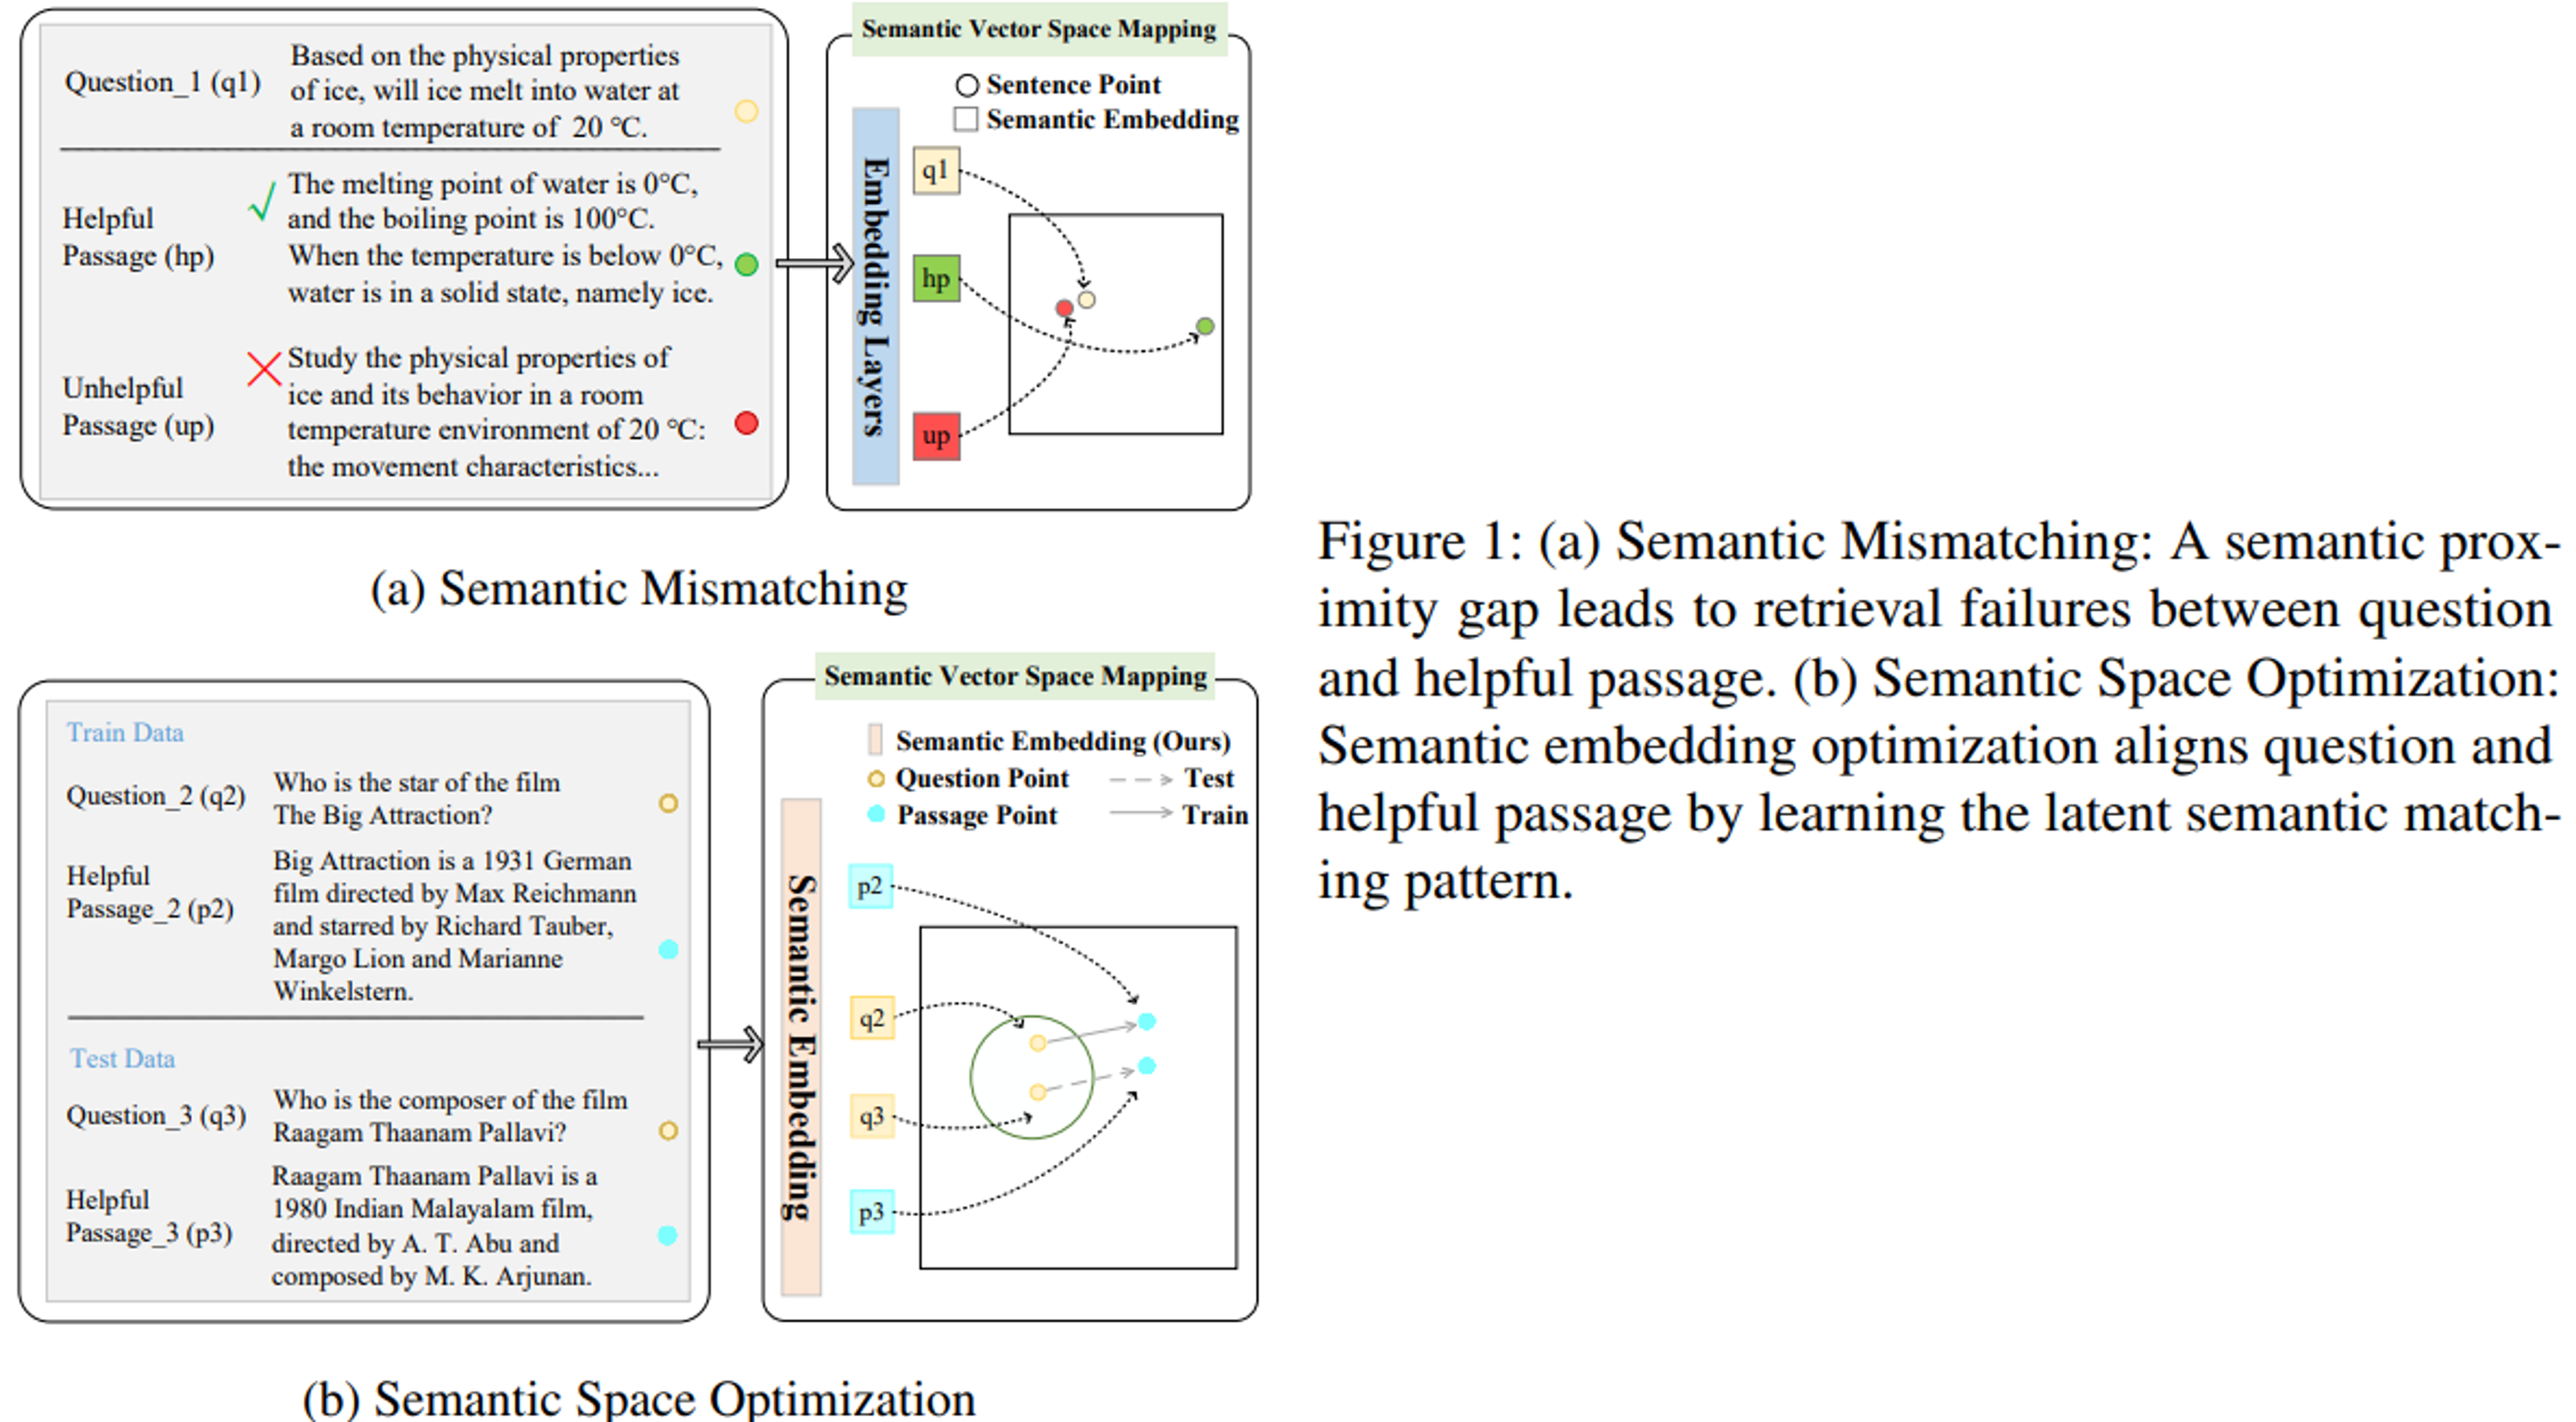 Question_1 (q1)
Based on the physical properties
of ice, will ice melt into water at
a room temperature of 20 ℃.
Helpful
Passage (hp)
√
The melting point of water is 0°C,
and the boiling point is 100°C.
When the temperature is below 0°C,
water is in a solid state, namely ice.
Unhelpful
Passage (up)
Study the physical properties of
ice and its behavior in a room
temperature environment of 20 ℃:
the movement characteristics...
Semantic Vector Space Mapping
Sentence Point
Semantic Embedding
Embedding Layers
q1
hp
up
(a) Semantic Mismatching
Train Data
Question_2 (q2)
Who is the star of the film
The Big Attraction?
Helpful
Passage_2 (p2)
Big Attraction is a 1931 German
film directed by Max Reichmann
and starred by Richard Tauber,
Margo Lion and Marianne
Winkelstern.
Test Data
Question_3 (q3)
Who is the composer of the film
Raagam Thaanam Pallavi?
Helpful
Passage_3 (p3)
Raagam Thaanam Pallavi is a
1980 Indian Malayalam film,
directed by A. T. Abu and
composed by M. K. Arjunan.
Semantic Vector Space Mapping
Semantic Embedding (Ours)
Question Point
Test
Passage Point
Train
Semantic Embedding
p2
q2
q3
p3
(b) Semantic Space Optimization
Figure 1: (a) Semantic Mismatching: A semantic prox-
imity gap leads to retrieval failures between question
and helpful passage. (b) Semantic Space Optimization:
Semantic embedding optimization aligns question and
helpful passage by learning the latent semantic match-
ing pattern.